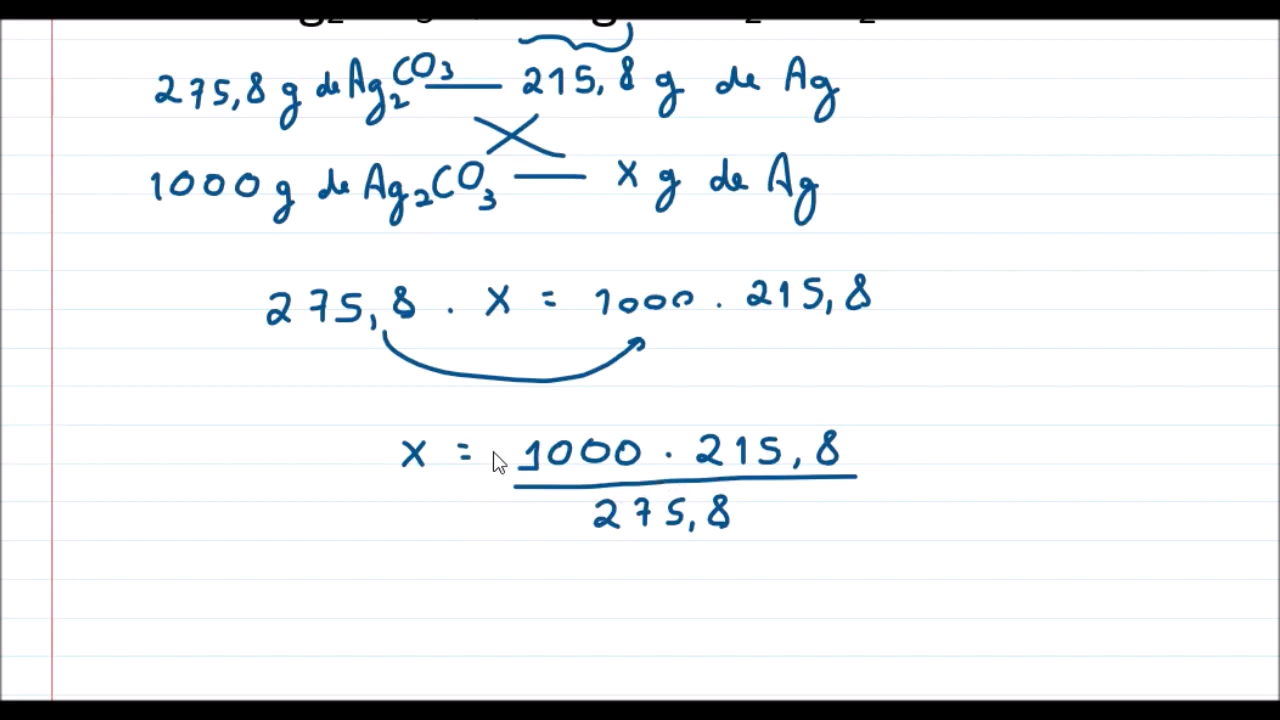 275,8 g de Ag₂CO₃ — 215,8 g de Ag
1000 g de Ag₂CO₃ — x g de Ag
275,8 . x = 1000 . 215,8
x = 1000 . 215,8
275,8